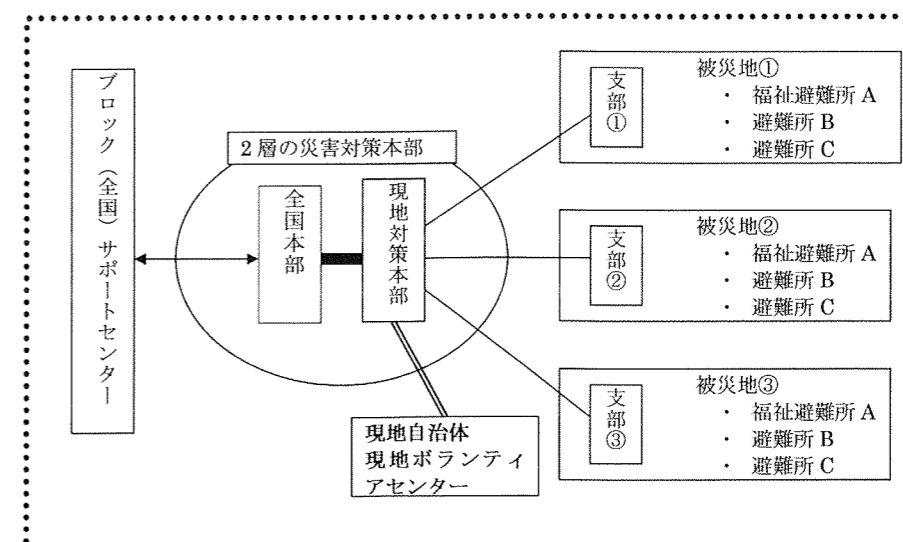 ブロック（全国）サポートセンター
2層の災害対策本部
全国本部
現地対策本部
現地自治体
現地ボランティ
アセンター
支部①
被災地①
・ 福祉避難所 A
・ 避難所 B
・ 避難所 C
支部②
被災地②
・ 福祉避難所 A
・ 避難所 B
・ 避難所 C
支部③
被災地③
・ 福祉避難所 A
・ 避難所 B
・ 避難所 C